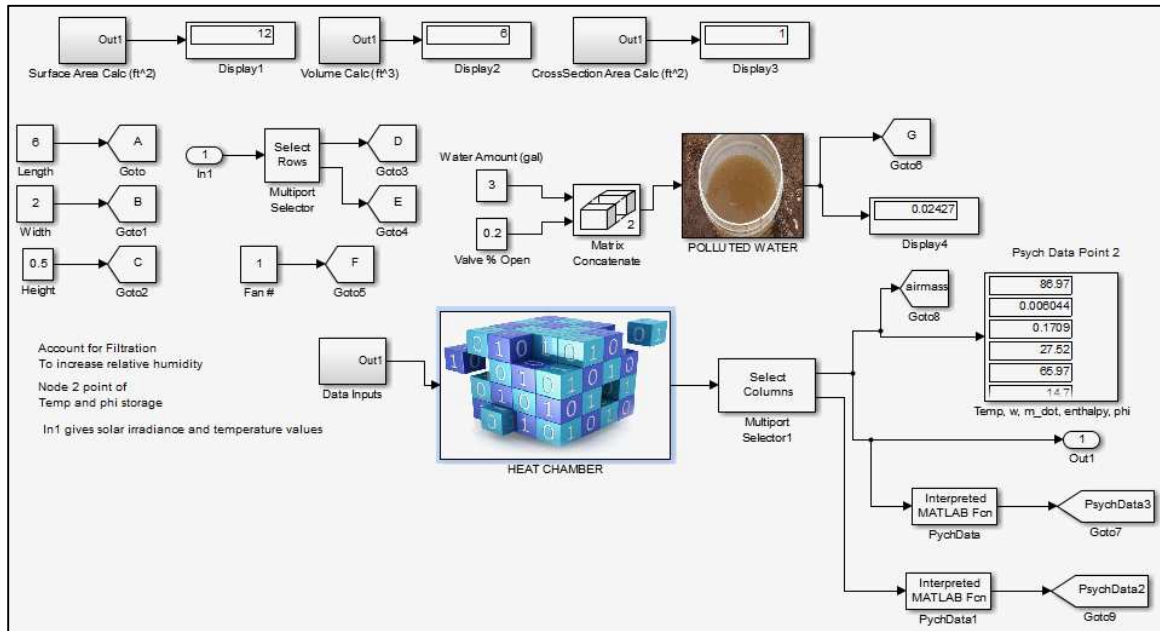 Out1
12
Surface Area Calc (ft^2)
Display1
Out1
6
Volume Calc (ft^3)
Display2
Out1
1
CrossSection Area Calc (ft^2)
Display3
6
Length
A
Goto
2
Width
B
Goto1
0.5
Height
C
Goto2
1
In1
Select
Rows
Multiport
Selector
D
Goto3
E
Goto4
1
Fan #
F
Goto5
Water Amount (gal)
3
0.2
Valve % Open
2
Matrix
Concatenate
POLLUTED WATER
G
Goto6
0.02427
Display4
Psych Data Point 2
airmass
Goto8
86.97
0.006044
0.1709
27.52
65.97
14.7
Temp, w, m_dot, enthalpy, phi
Account for Filtration
To increase relative humidity
Node 2 point of
Temp and phi storage
In1 gives solar irradiance and temperature values
Out1
Data Inputs
HEAT CHAMBER
Select
Columns
Multiport
Selector1
1
Out1
Interpreted
MATLAB Fcn
PychData
PsychData3
Goto7
Interpreted
MATLAB Fcn
PychData1
PsychData2
Goto9